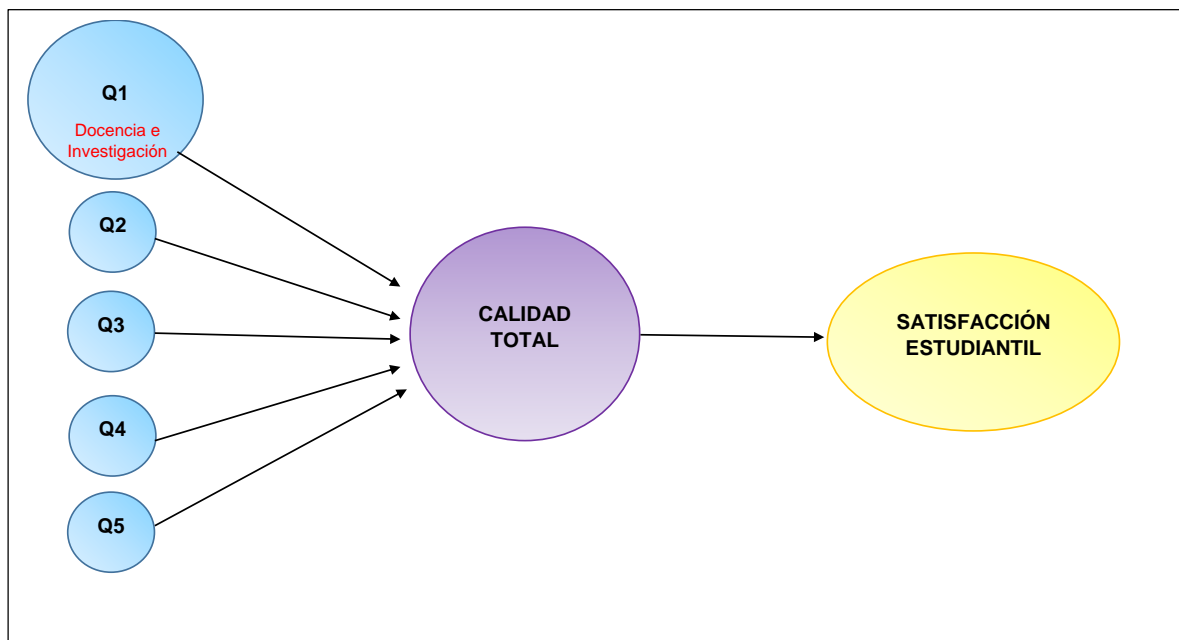 Q1
Docencia e
Investigación
Q2
Q3
Q4
Q5
CALIDAD
TOTAL
SATISFACCIÓN
ESTUDIANTIL